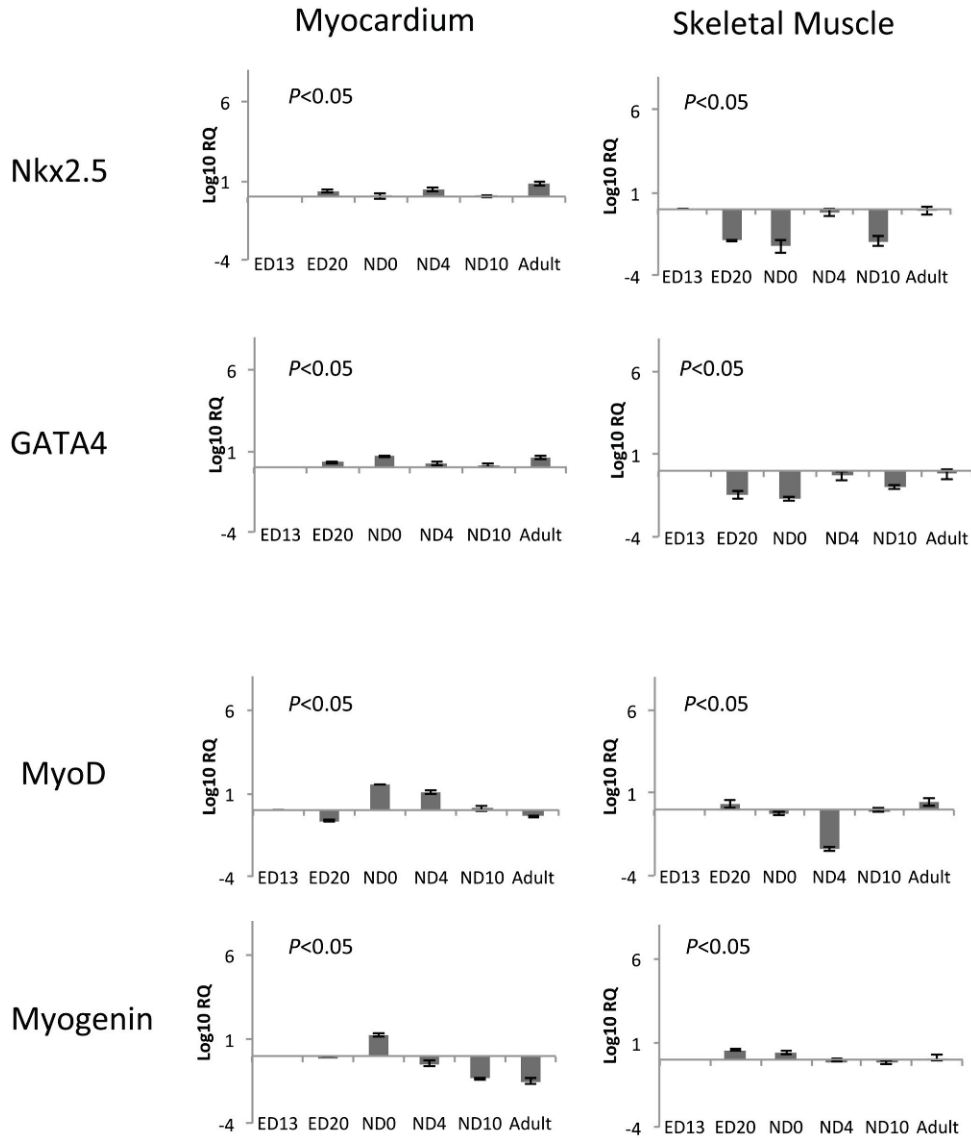 Myocardium Skeletal Muscle
Nkx2.5
Log10 RQ
P<0.05
6
1
-4
ED13 ED20 ND0 ND4 ND10 Adult
Log10 RQ
P<0.05
6
1
-4
ED13 ED20 ND0 ND4 ND10 Adult
GATA4
Log10 RQ
P<0.05
6
1
-4
ED13 ED20 ND0 ND4 ND10 Adult
Log10 RQ
P<0.05
6
1
-4
ED13 ED20 ND0 ND4 ND10 Adult
MyoD
Log10 RQ
P<0.05
6
1
-4
ED13 ED20 ND0 ND4 ND10 Adult
Log10 RQ
P<0.05
6
1
-4
ED13 ED20 ND0 ND4 ND10 Adult
Myogenin
Log10 RQ
P<0.05
6
1
-4
ED13 ED20 ND0 ND4 ND10 Adult
Log10 RQ
P<0.05
6
1
-4
ED13 ED20 ND0 ND4 ND10 Adult